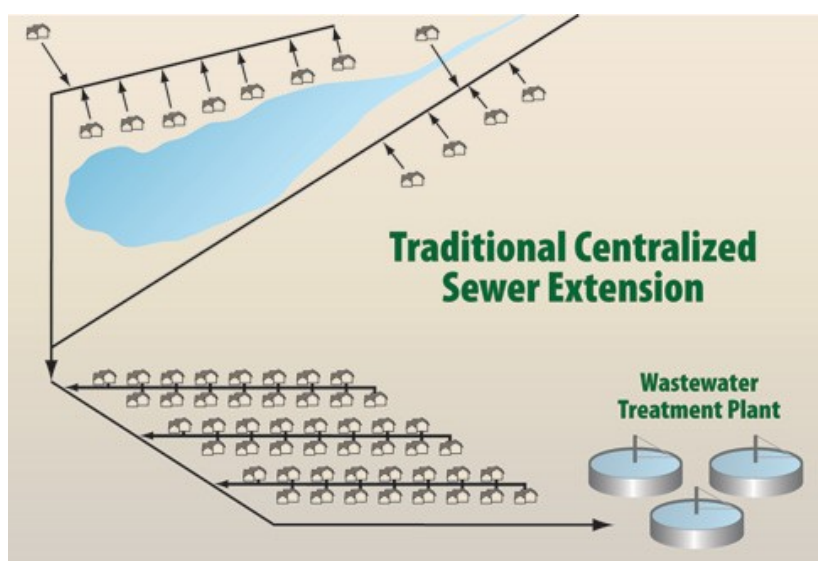 Traditional Centralized
Sewer Extension
Wastewater
Treatment Plant